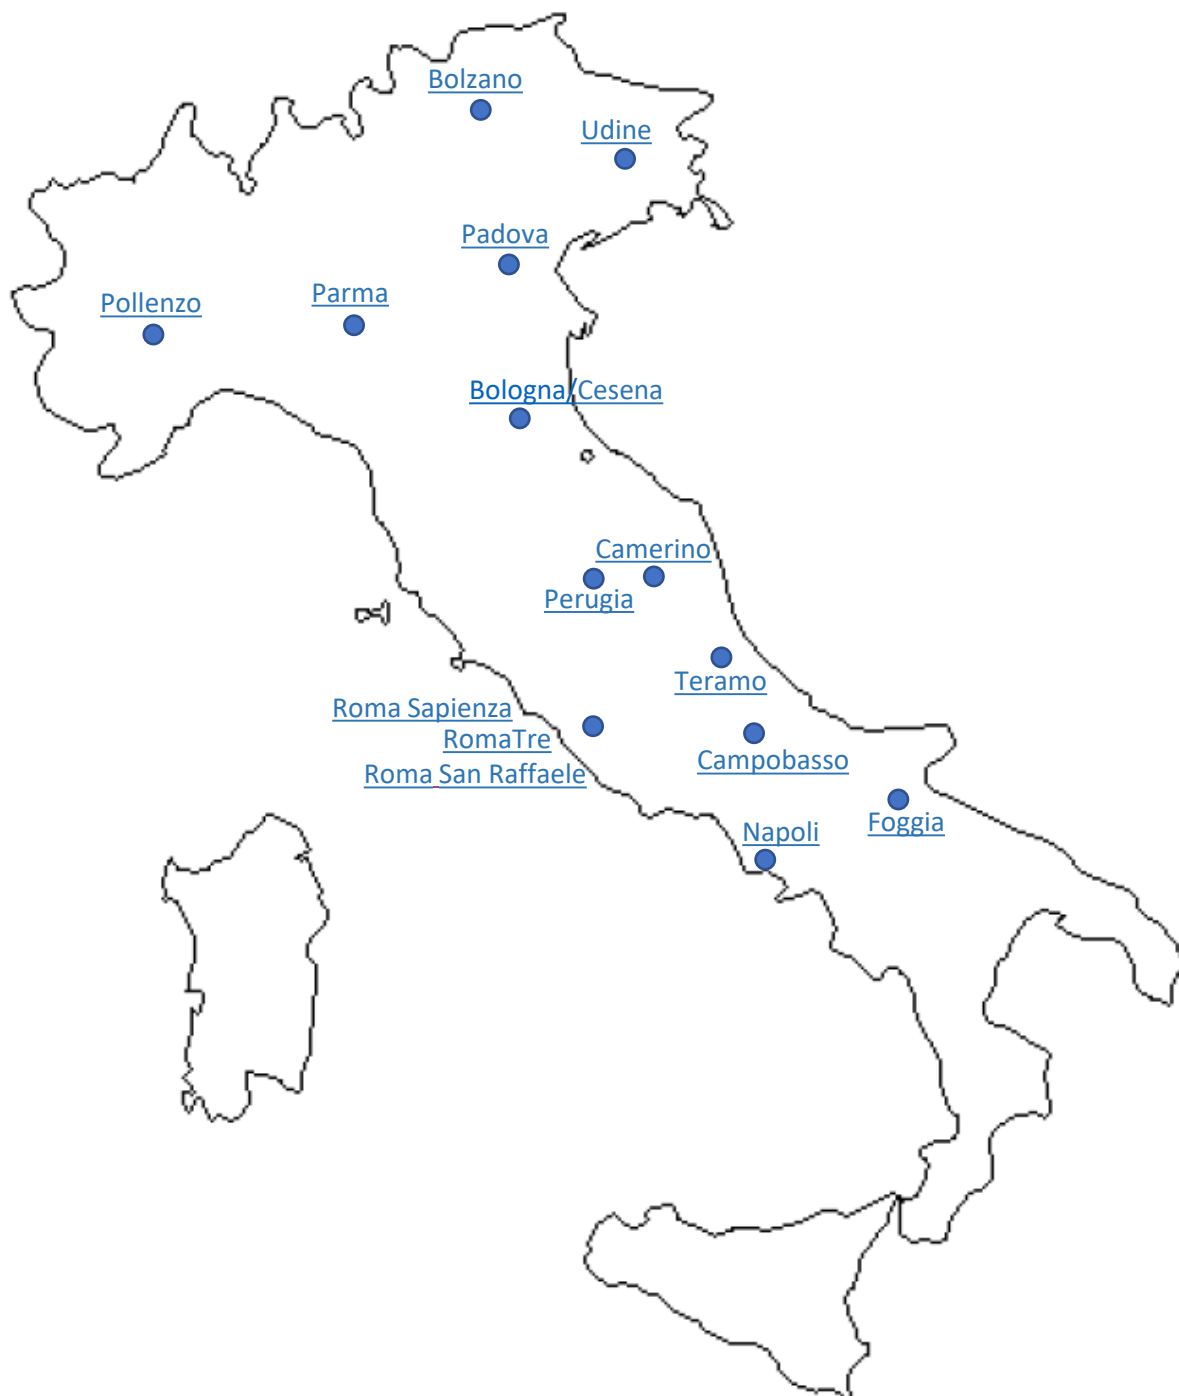 Bolzano
Udine
Padova
Parma
Pollenzo
Bologna/Cesena
Camerino
Perugia
Teramo
Roma Sapienza
RomaTre
Campobasso
Roma San Raffaele
Foggia
Napoli